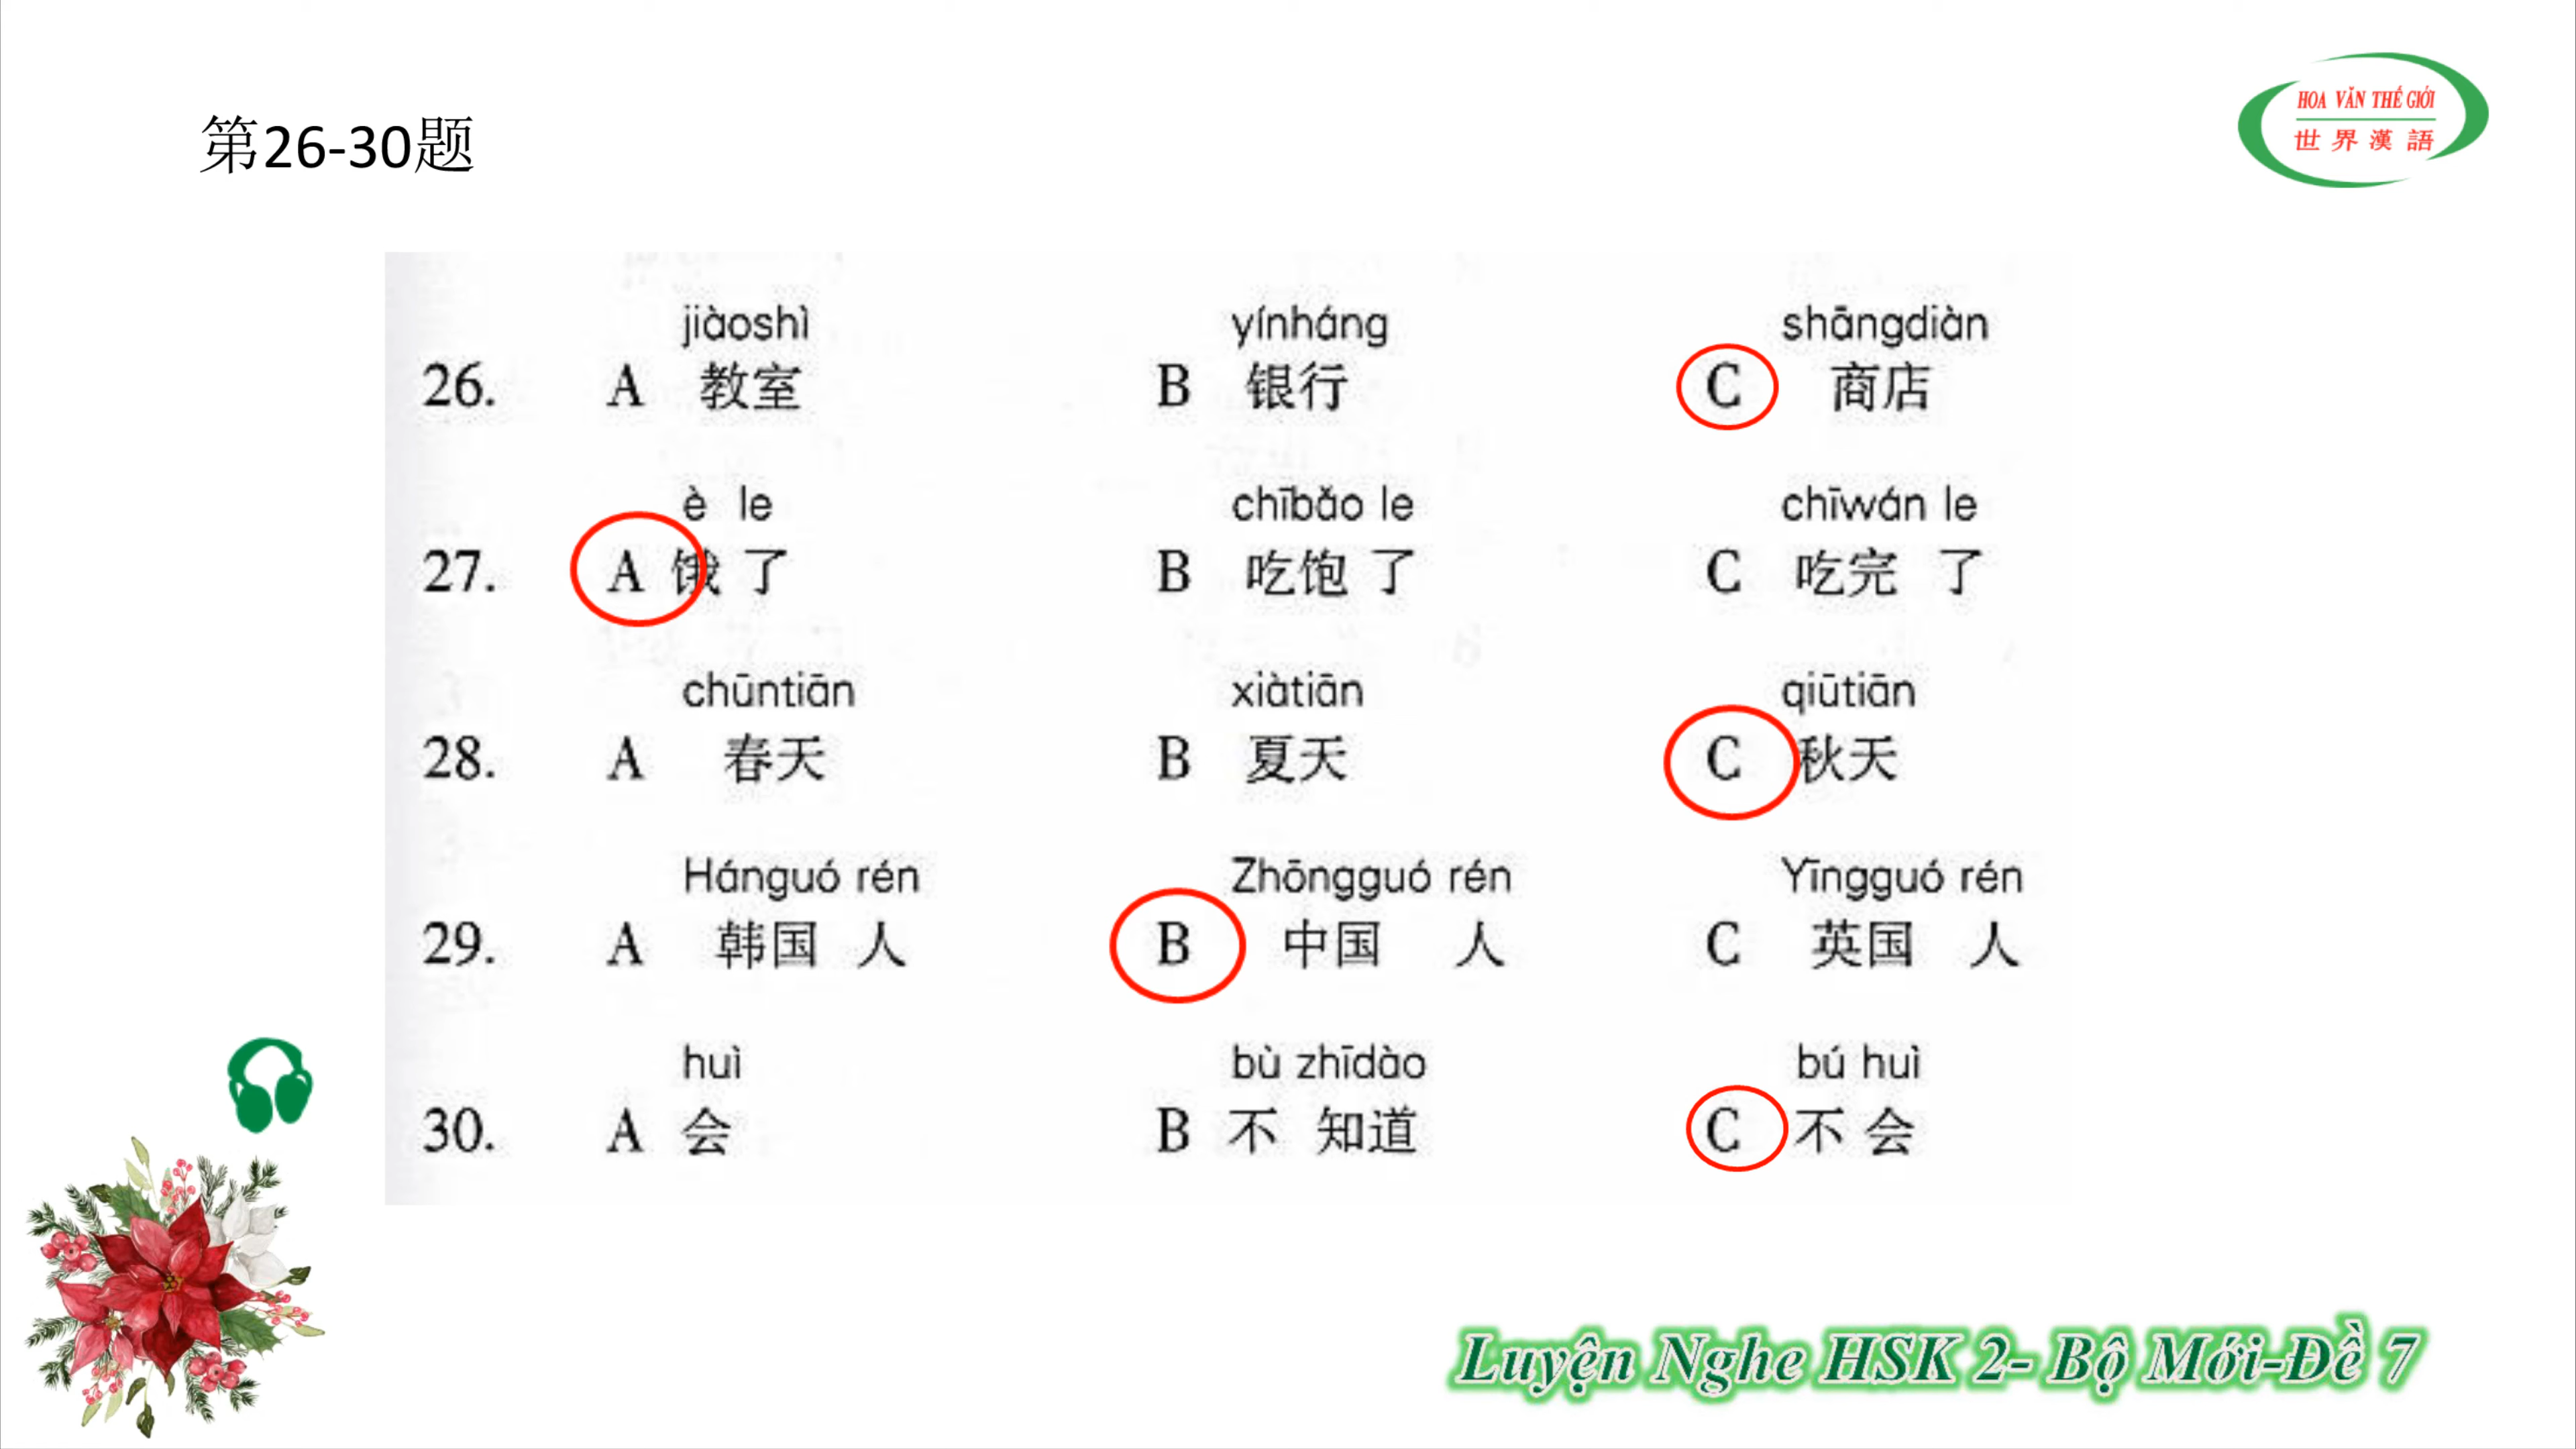 第26-30题
HOA VĂN THẾ GIỚI
世界漢語
jiàoshì yínháng shāngdiàn
26. A 教室 B 银行 C 商店
è le chībǎo le chīwán le
27. A 饿了 B 吃饱了 C 吃完了
chūntiān xiàtiān qiūtiān
28. A 春天 B 夏天 C 秋天
Hánguó rén Zhōngguó rén Yīngguó rén
29. A 韩国人 B 中国人 C 英国人
huì bù zhīdào bú huì
30. A 会 B 不知道 C 不会
Luyện Nghe HSK 2- Bộ Mới-Đề 7